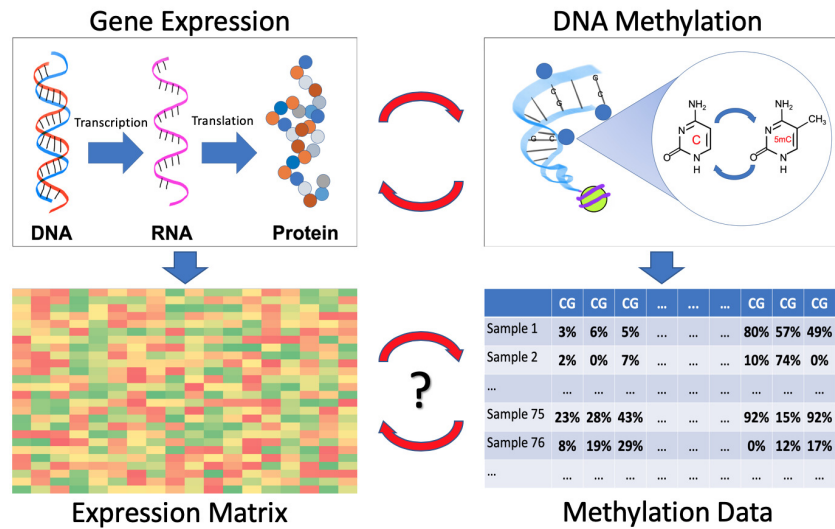 Gene Expression
DNA Methylation
Transcription
Translation
DNA
RNA
Protein
C
G
C
G
G
C
NH₂
N
C
O
N
H
NH₂
CH₃
N
5mC
O
N
H
CG CG CG ... ... ... CG CG CG
Sample 1 3% 6% 5% ... ... ... 80% 57% 49%
Sample 2 2% 0% 7% ... ... ... 10% 74% 0%
... ... ... ... ... ... ... ... ... ...
Sample 75 23% 28% 43% ... ... ... 92% 15% 92%
Sample 76 8% 19% 29% ... ... ... 0% 12% 17%
... ... ... ... ... ... ... ... ... ...
?
Expression Matrix
Methylation Data